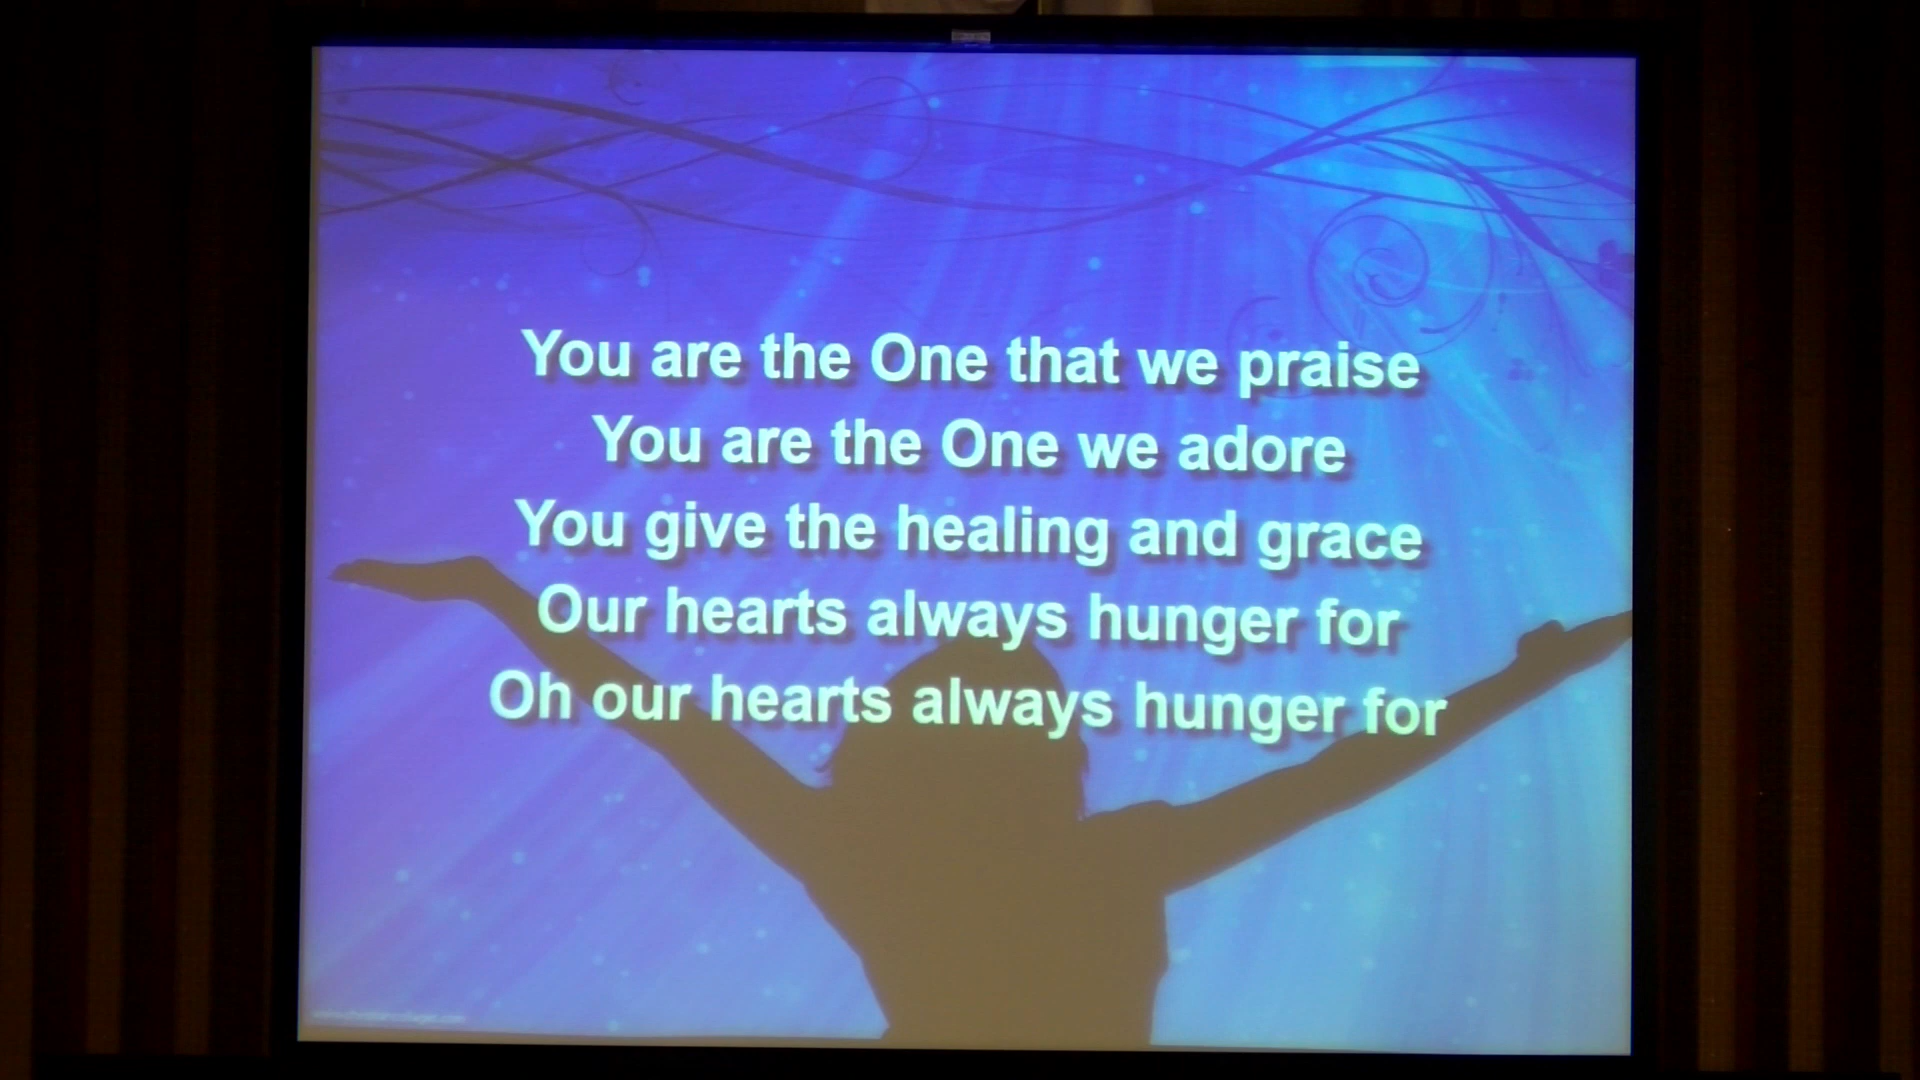 You are the One that we praise
You are the One we adore
You give the healing and grace
Our hearts always hunger for
Oh our hearts always hunger for